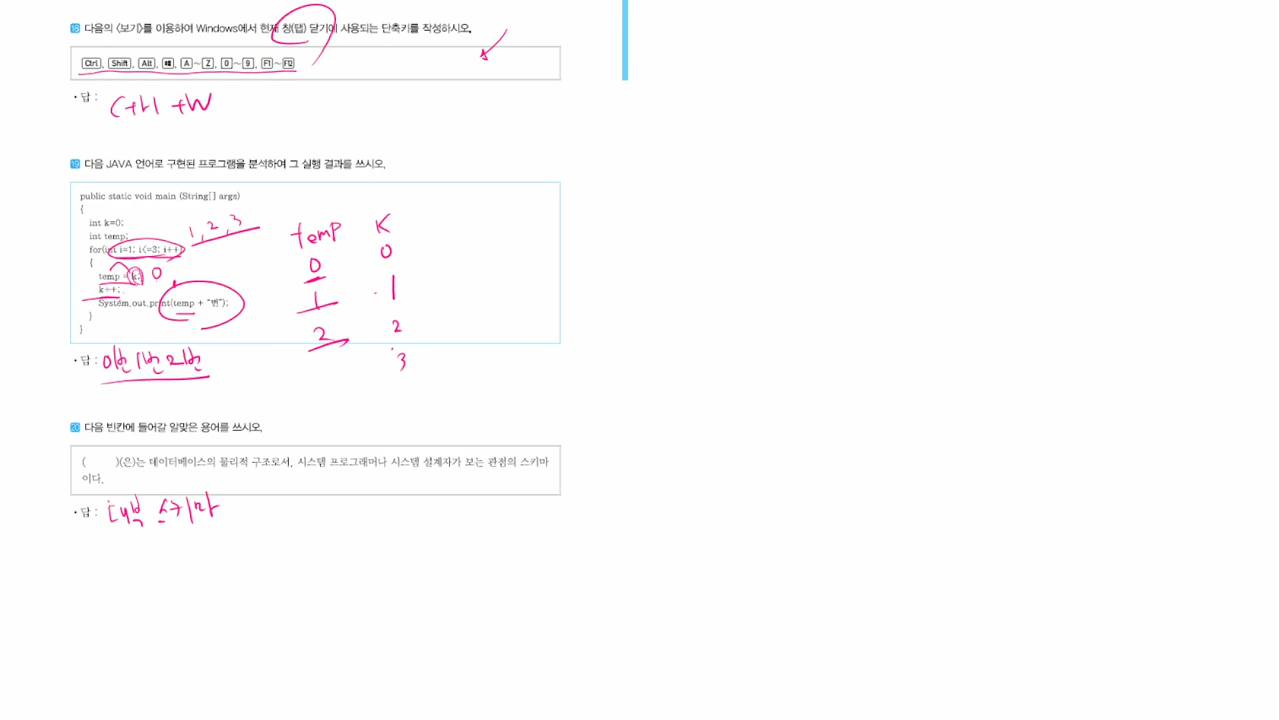 18 다음의 <보기>를 이용하여 Windows에서 현재 창(탭) 닫기에 사용되는 단축키를 작성하시오.
Ctrl, Shift, Alt, , A ~ Z, 0 ~ 9, F1 ~ F12
• 답 : Ctrl + W
19 다음 JAVA 언어로 구현된 프로그램을 분석하여 그 실행 결과를 쓰시오.
public static void main (String[] args)
{
int k=0;
int temp;
for(int i=1; i<=3; i++)
1, 2, 3
{
temp = k;
0
k++;
System.out.print(temp + "번");
}
}
temp K
0 0
1 1
2 2
3
• 답 : 0번 1번 2번
20 다음 빈칸에 들어갈 알맞은 용어를 쓰시오.
( )(은)는 데이터베이스의 물리적 구조로서, 시스템 프로그래머나 시스템 설계자가 보는 관점의 스키마
이다.
• 답 : 내부 스키마